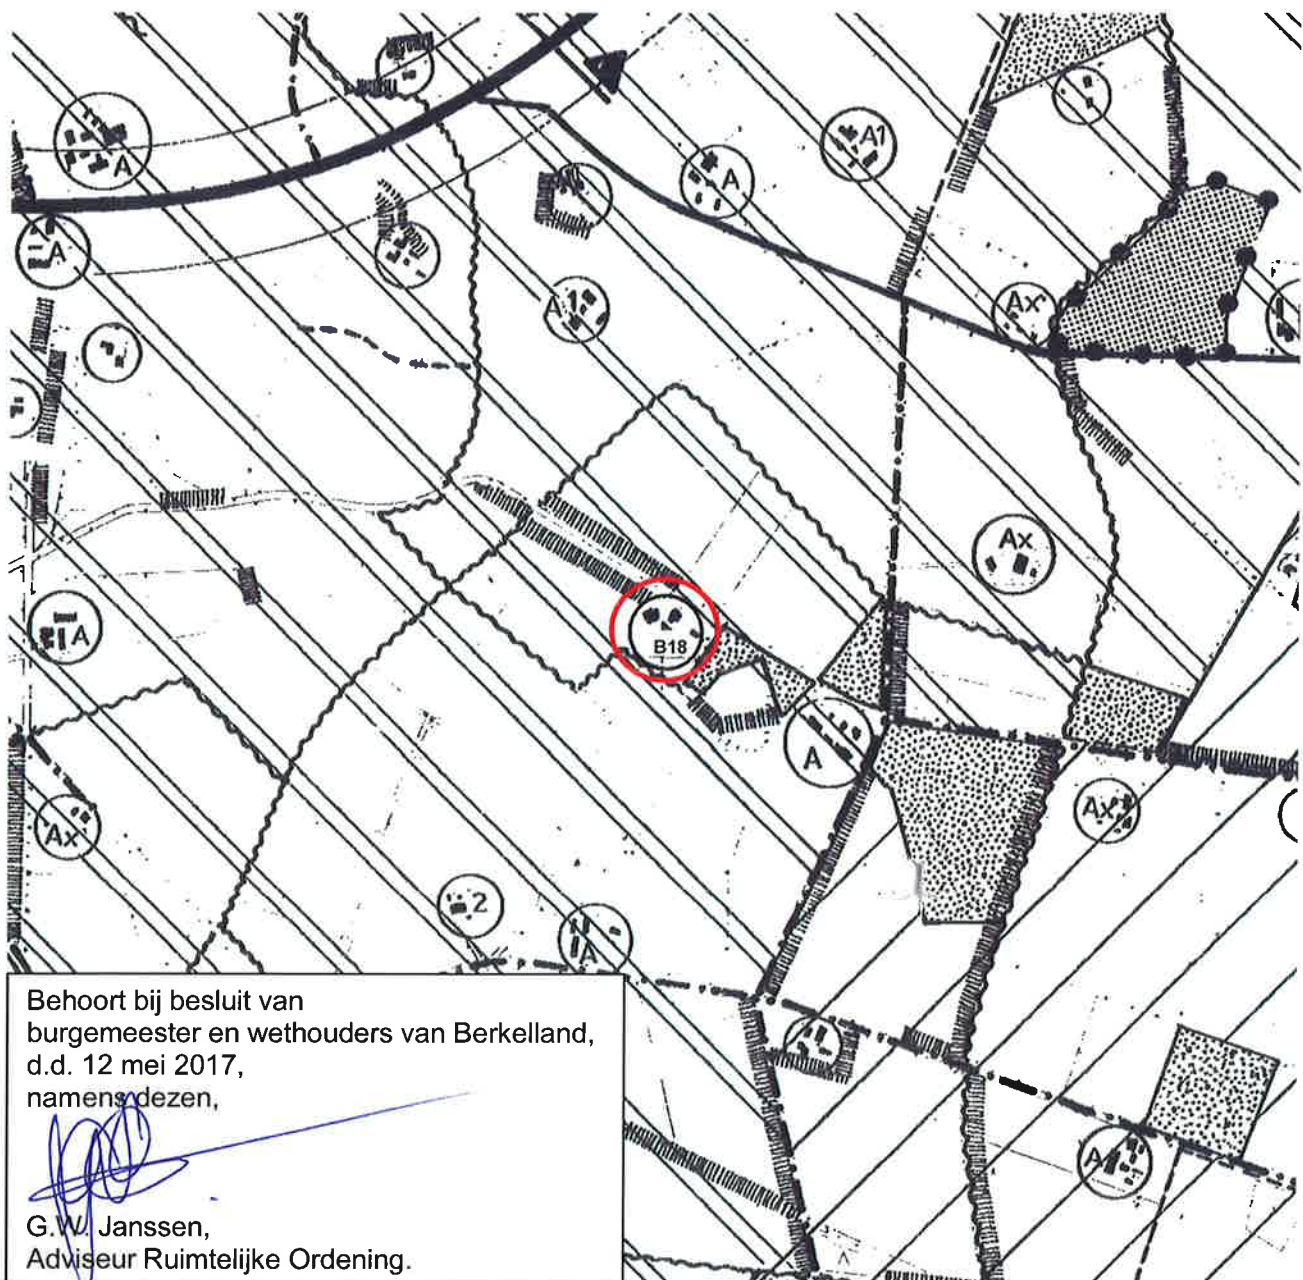 A
A1
A
A
A1
Ax
Ax
B18
A
A
Ax
Ax
2
A
A
Behoort bij besluit van
burgemeester en wethouders van Berkelland,
d.d. 12 mei 2017,
namens dezen,
G.W. Janssen,
Adviseur Ruimtelijke Ordening.